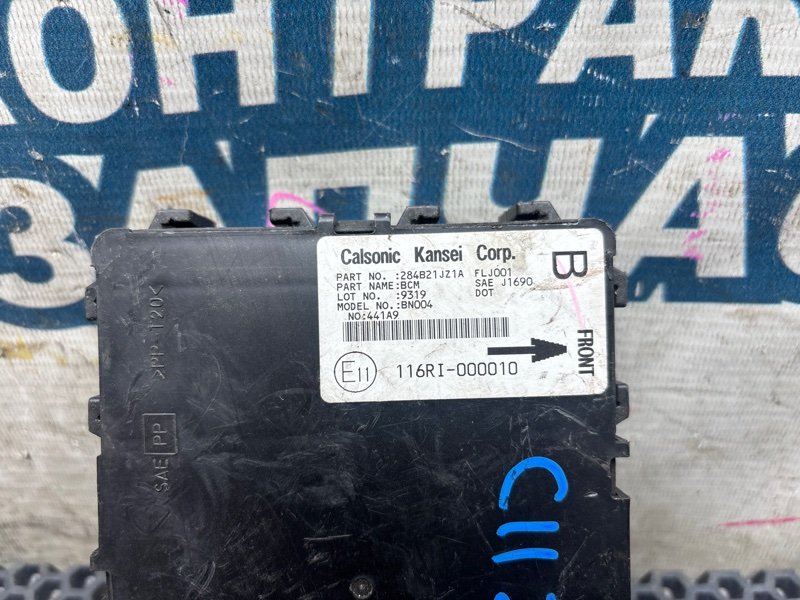 КОНТРАК
ЗАПЧАС
Calsonic Kansei Corp.
B
PART NO. :284B21JZ1A FLJ001
PART NAME:BCM SAE J1690
LOT NO. :9319 DOT
MODEL NO.:BN004
NO:441A9
FRONT
E11 116RI-000010
>PP-T20<
SAE PP
C11